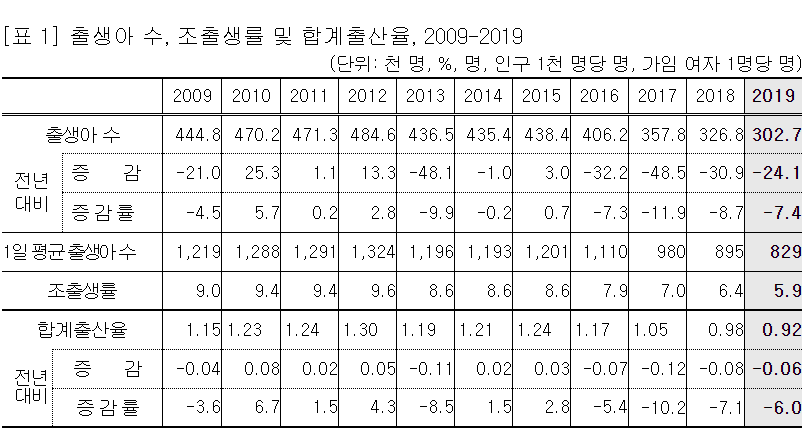 [표 1] 출생아 수, 조출생률 및 합계출산율, 2009-2019
(단위: 천 명, %, 명, 인구 1천 명당 명, 가임 여자 1명당 명)
2009 2010 2011 2012 2013 2014 2015 2016 2017 2018 2019
출생아 수 444.8 470.2 471.3 484.6 436.5 435.4 438.4 406.2 357.8 326.8 302.7
전년 대비 증 감 -21.0 25.3 1.1 13.3 -48.1 -1.0 3.0 -32.2 -48.5 -30.9 -24.1
증감률 -4.5 5.7 0.2 2.8 -9.9 -0.2 0.7 -7.3 -11.9 -8.7 -7.4
1일 평균 출생아 수 1,219 1,288 1,291 1,324 1,196 1,193 1,201 1,110 980 895 829
조출생률 9.0 9.4 9.4 9.6 8.6 8.6 8.6 7.9 7.0 6.4 5.9
합계출산율 1.15 1.23 1.24 1.30 1.19 1.21 1.24 1.17 1.05 0.98 0.92
전년 대비 증 감 -0.04 0.08 0.02 0.05 -0.11 0.02 0.03 -0.07 -0.12 -0.08 -0.06
증감률 -3.6 6.7 1.5 4.3 -8.5 1.5 2.8 -5.4 -10.2 -7.1 -6.0